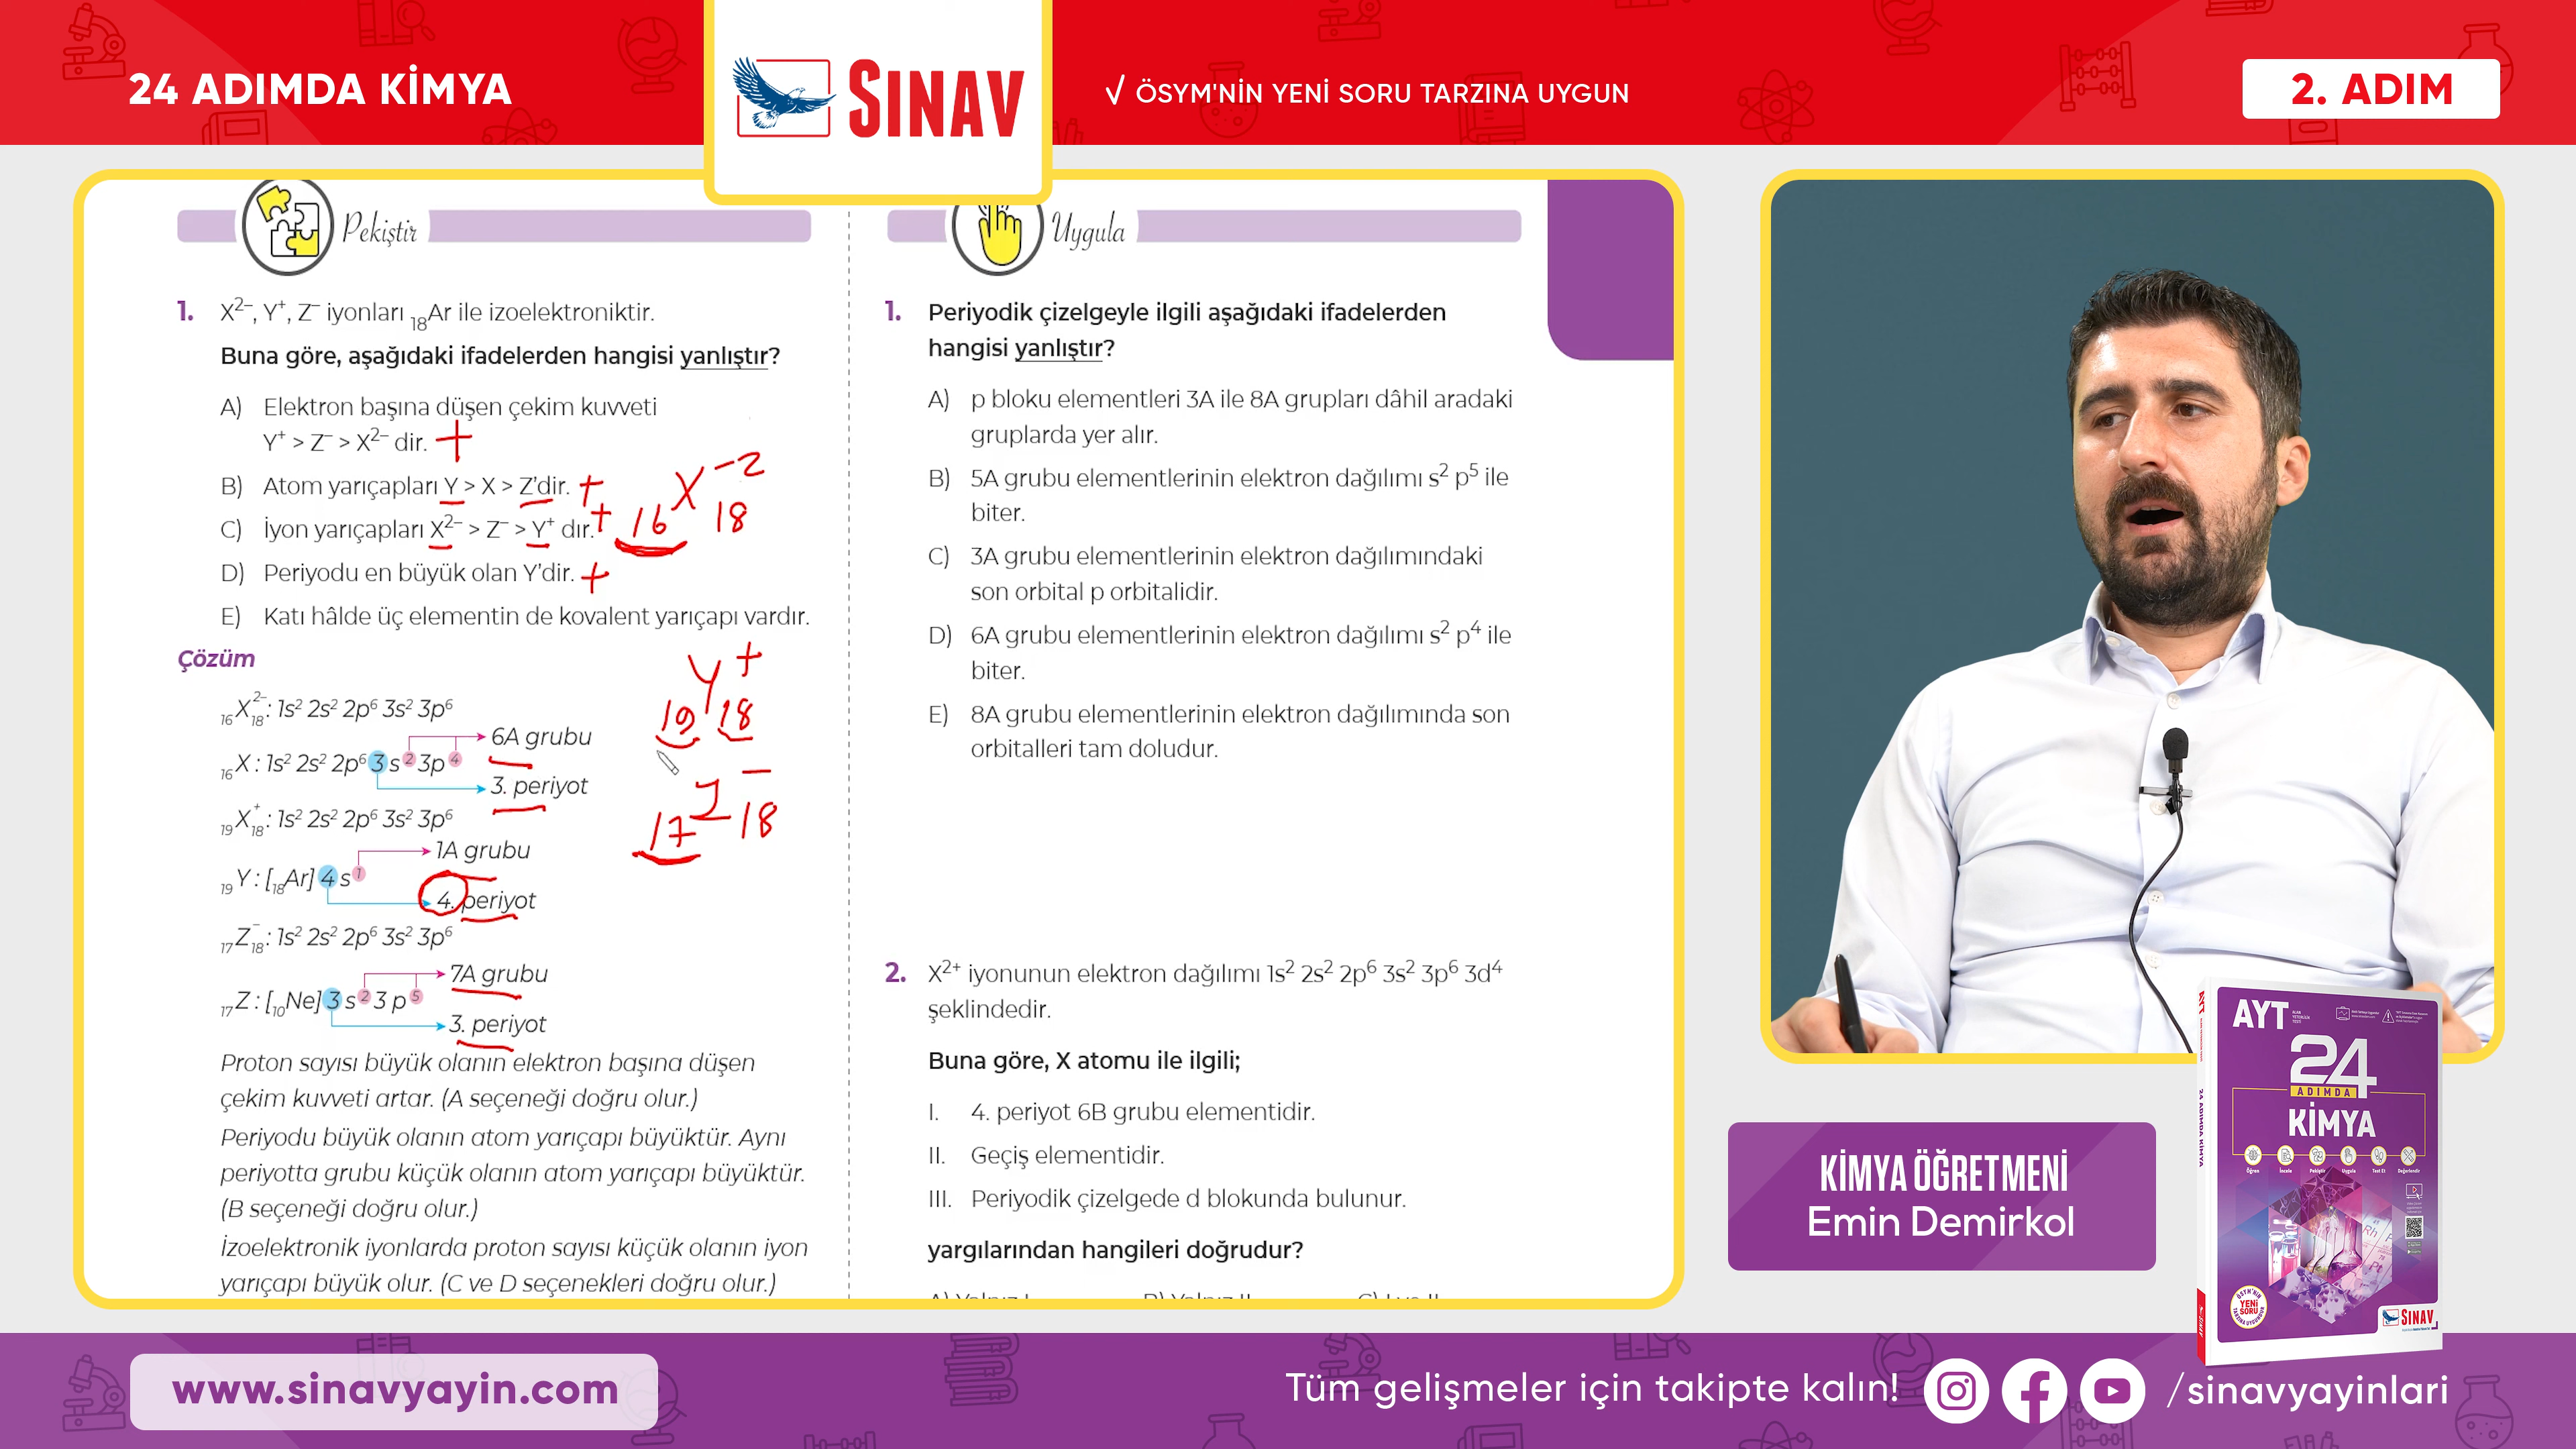 24 ADIMDA KİMYA
SINAV
√ ÖSYM'NİN YENİ SORU TARZINA UYGUN
2. ADIM
Pekiştir
1. X²⁻, Y⁺, Z⁻ iyonları ₁₈Ar ile izoelektroniktir.
Buna göre, aşağıdaki ifadelerden hangisi yanlıştır?
A) Elektron başına düşen çekim kuvveti
Y⁺ > Z⁻ > X²⁻ dir. +
B) Atom yarıçapları Y > X > Z'dir. +
C) İyon yarıçapları X²⁻ > Z⁻ > Y⁺ dır. +
D) Periyodu en büyük olan Y'dir. +
E) Katı hâlde üç elementin de kovalent yarıçapı vardır.
X⁻²
16 18
Y⁺
19 18
Z⁻
17 18
Çözüm
₁₆X₁₈²⁻: 1s² 2s² 2p⁶ 3s² 3p⁶
6A grubu
₁₆X : 1s² 2s² 2p⁶ 3s² 3p⁴
3. periyot
₁₉X₁₈⁺: 1s² 2s² 2p⁶ 3s² 3p⁶
1A grubu
₁₉Y : [₁₈Ar] 4s¹
4. periyot
₁₇Z₁₈⁻: 1s² 2s² 2p⁶ 3s² 3p⁶
7A grubu
₁₇Z : [₁₀Ne] 3s² 3p⁵
3. periyot
Proton sayısı büyük olanın elektron başına düşen
çekim kuvveti artar. (A seçeneği doğru olur.)
Periyodu büyük olanın atom yarıçapı büyüktür. Aynı
periyotta grubu küçük olanın atom yarıçapı büyüktür.
(B seçeneği doğru olur.)
İzoelektronik iyonlarda proton sayısı küçük olanın iyon
yarıçapı büyük olur. (C ve D seçenekleri doğru olur.)
Uygula
1. Periyodik çizelgeyle ilgili aşağıdaki ifadelerden
hangisi yanlıştır?
A) p bloku elementleri 3A ile 8A grupları dâhil aradaki
gruplarda yer alır.
B) 5A grubu elementlerinin elektron dağılımı s² p⁵ ile
biter.
C) 3A grubu elementlerinin elektron dağılımındaki
son orbital p orbitalidir.
D) 6A grubu elementlerinin elektron dağılımı s² p⁴ ile
biter.
E) 8A grubu elementlerinin elektron dağılımında son
orbitalleri tam doludur.
2. X²⁺ iyonunun elektron dağılımı 1s² 2s² 2p⁶ 3s² 3p⁶ 3d⁴
şeklindedir.
Buna göre, X atomu ile ilgili;
I. 4. periyot 6B grubu elementidir.
II. Geçiş elementidir.
III. Periyodik çizelgede d blokunda bulunur.
yargılarından hangileri doğrudur?
AYT
24
ADIMDA
KİMYA
24 ADIMDA KİMYA
YENİ
SORU
SINAV
KİMYA ÖĞRETMENİ
Emin Demirkol
www.sinavyayin.com
Tüm gelişmeler için takipte kalın!
/sinavyayinlari